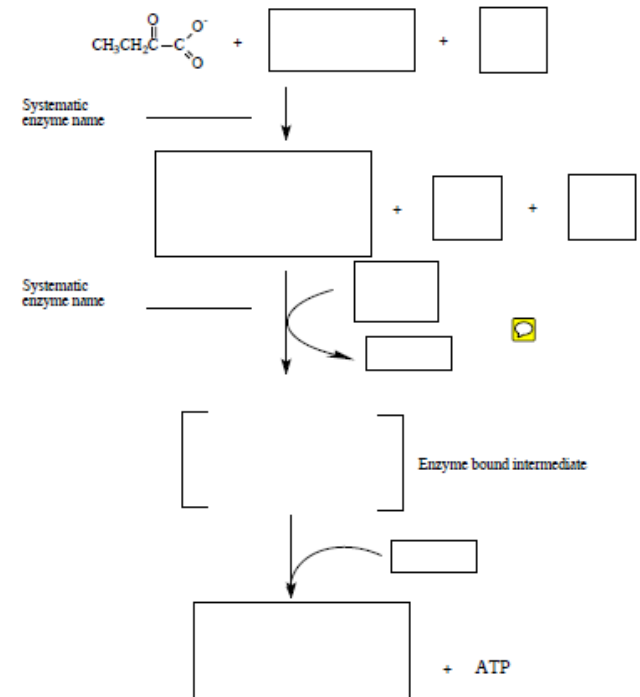 O
O-
CH3CH2C–C + +
O
Systematic
enzyme name
+ +
Systematic
enzyme name
Enzyme bound intermediate
+ ATP